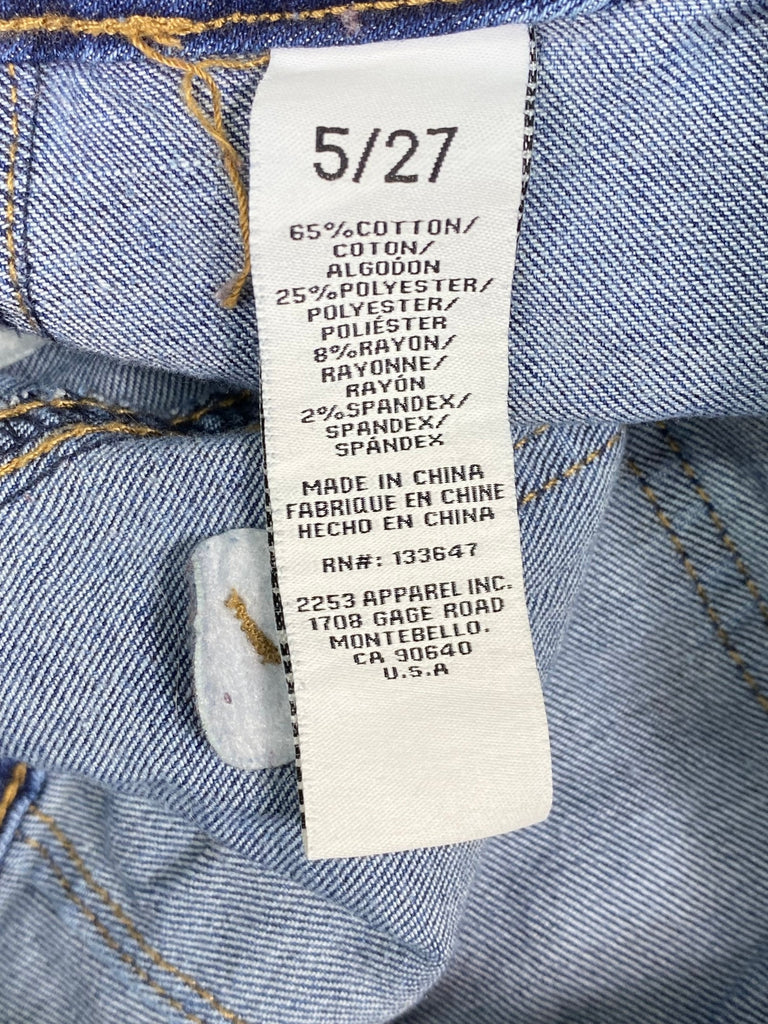 5/27
65%COTTON/
COTON/
ALGODON
25%POLYESTER/
POLYESTER/
POLIÉSTER
8%RAYON/
RAYONNE/
RAYÓN
2%SPANDEX/
SPANDEX/
SPÁNDEX
MADE IN CHINA
FABRIQUE EN CHINE
HECHO EN CHINA
RN#: 133647
2253 APPAREL INC.
1708 GAGE ROAD
MONTEBELLO.
CA 90640
U.S.A